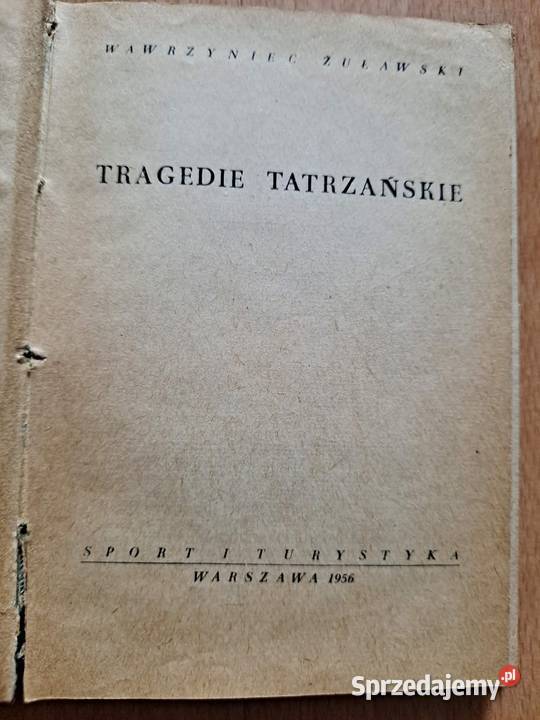 WAWRZYNIEC ŻUŁAWSKI
TRAGEDIE TATRZAŃSKIE
SPORT I TURYSTYKA
WARSZAWA 1956
Sprzedajemy.pl